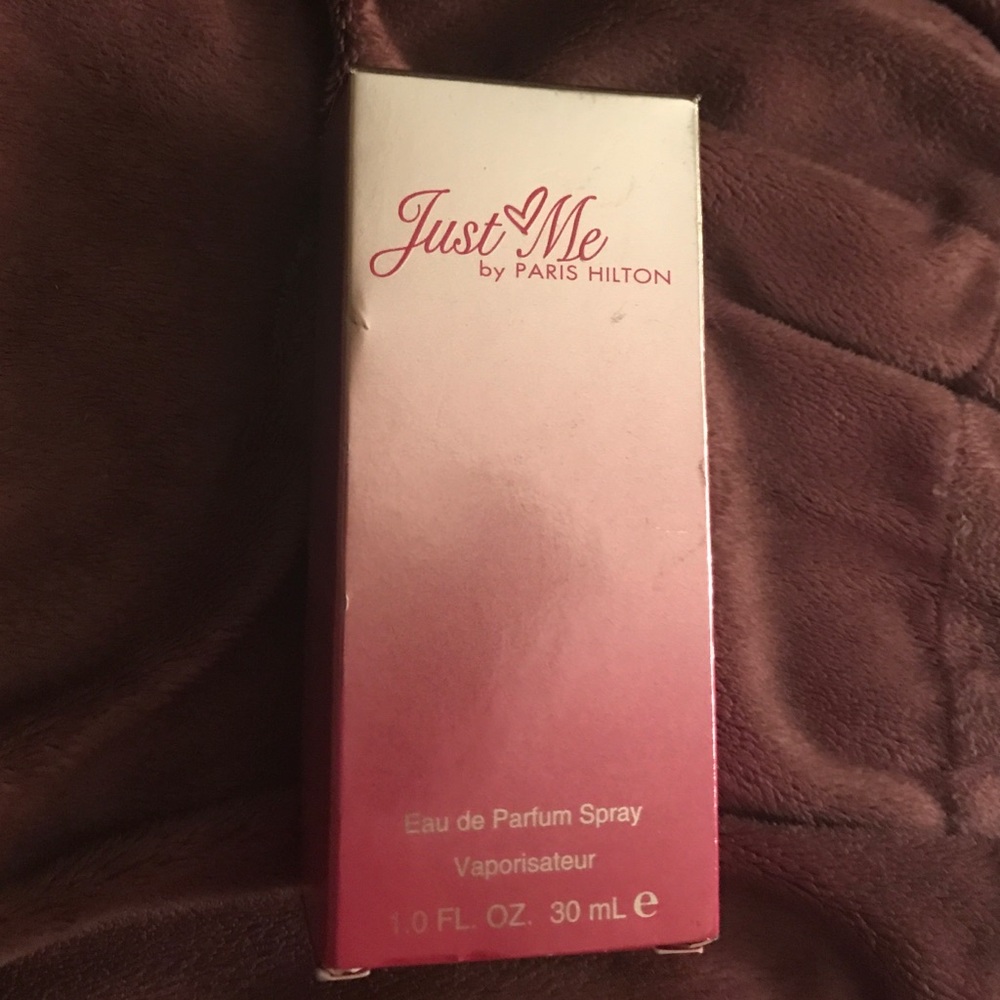 Just Me
by PARIS HILTON
Eau de Parfum Spray
Vaporisateur
1.0 FL. OZ. 30 mL e